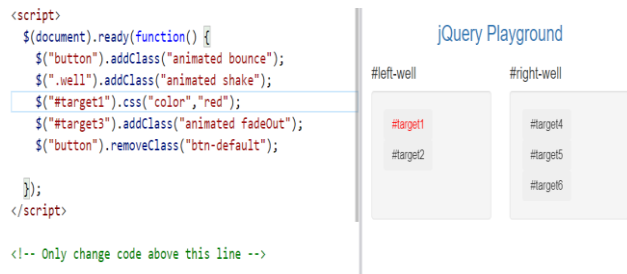 <script>
$(document).ready(function() {
$("button").addClass("animated bounce");
$(".well").addClass("animated shake");
$("#target1").css("color","red");
$("#target3").addClass("animated fadeOut");
$("button").removeClass("btn-default");
});
</script>
<!-- Only change code above this line -->
jQuery Playground
#left-well
#target1
#target2
#right-well
#target4
#target5
#target6